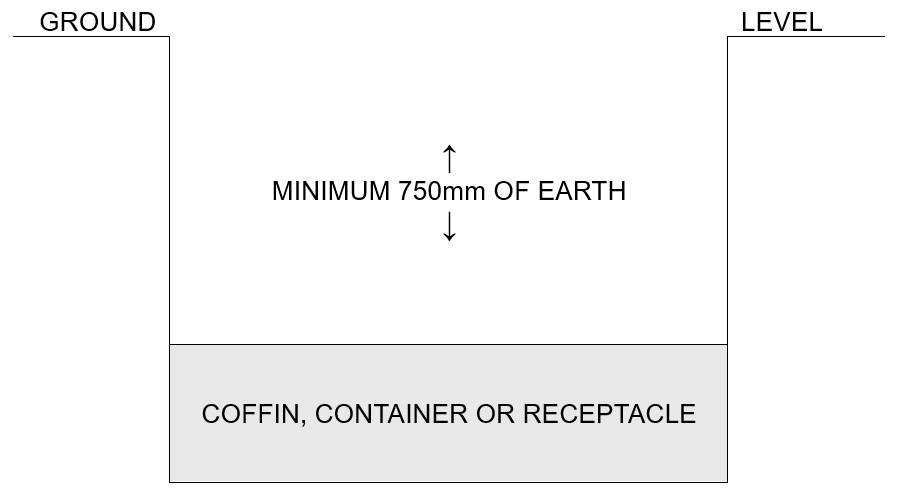 GROUND LEVEL
↑
MINIMUM 750mm OF EARTH
↓
COFFIN, CONTAINER OR RECEPTACLE